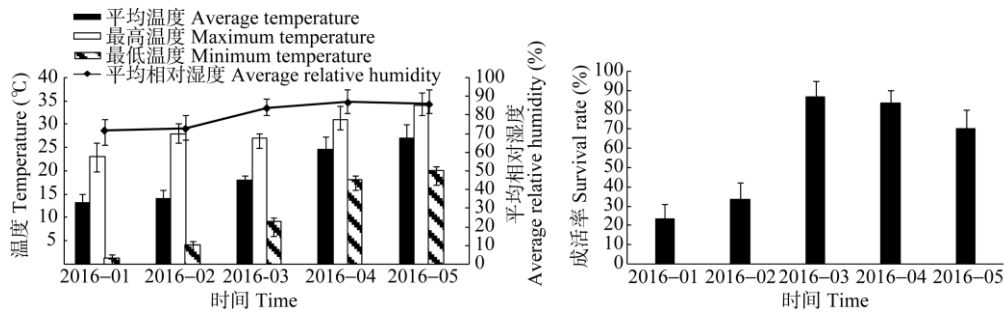 平均温度 Average temperature
最高温度 Maximum temperature
最低温度 Minimum temperature
平均相对湿度 Average relative humidity
温度 Temperature (℃)
40
35
30
25
20
15
10
5
100
90
80
70
60
50
40
30
20
10
0
平均相对湿度
Average relative humidity (%)
2016–01 2016–02 2016–03 2016–04 2016–05
时间 Time
成活率 Survival rate (%)
100
90
80
70
60
50
40
30
20
10
0
2016–01 2016–02 2016–03 2016–04 2016–05
时间 Time